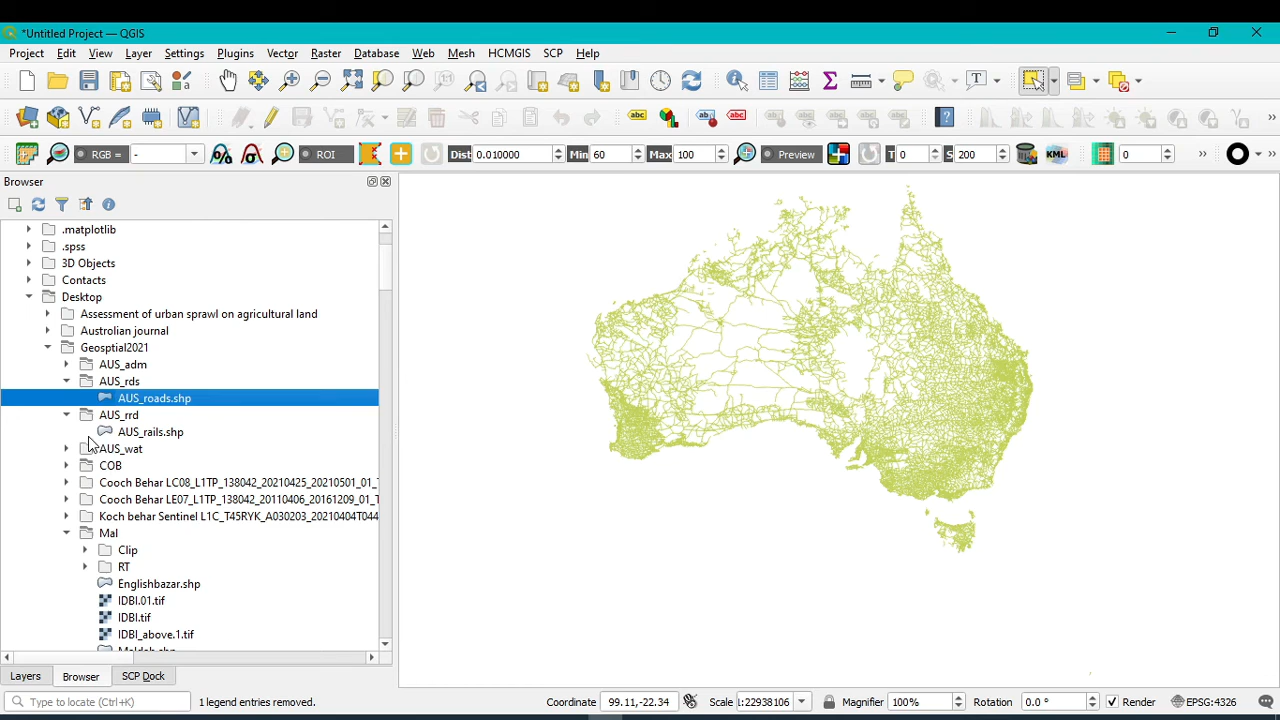 *Untitled Project — QGIS
Project Edit View Layer Settings Plugins Vector Raster Database Web Mesh HCMGIS SCP Help
RGB = - ROI Dist 0.010000 Min 60 Max 100 Preview T 0 S 200 KML 0
Browser
.matplotlib
.spss
3D Objects
Contacts
Desktop
Assessment of urban sprawl on agricultural land
Austrolian journal
Geosptial2021
AUS_adm
AUS_rds
AUS_roads.shp
AUS_rrd
AUS_rails.shp
AUS_wat
COB
Cooch Behar LC08_L1TP_138042_20210425_20210501_01_
Cooch Behar LE07_L1TP_138042_20110406_20161209_01_
Koch behar Sentinel L1C_T45RYK_A030203_20210404T044
Mal
Clip
RT
Englishbazar.shp
IDBI.01.tif
IDBI.tif
IDBI_above.1.tif
Layers Browser SCP Dock
Type to locate (Ctrl+K) 1 legend entries removed. Coordinate 99.11,-22.34 Scale 1:22938106 Magnifier 100% Rotation 0.0 ° Render EPSG:4326